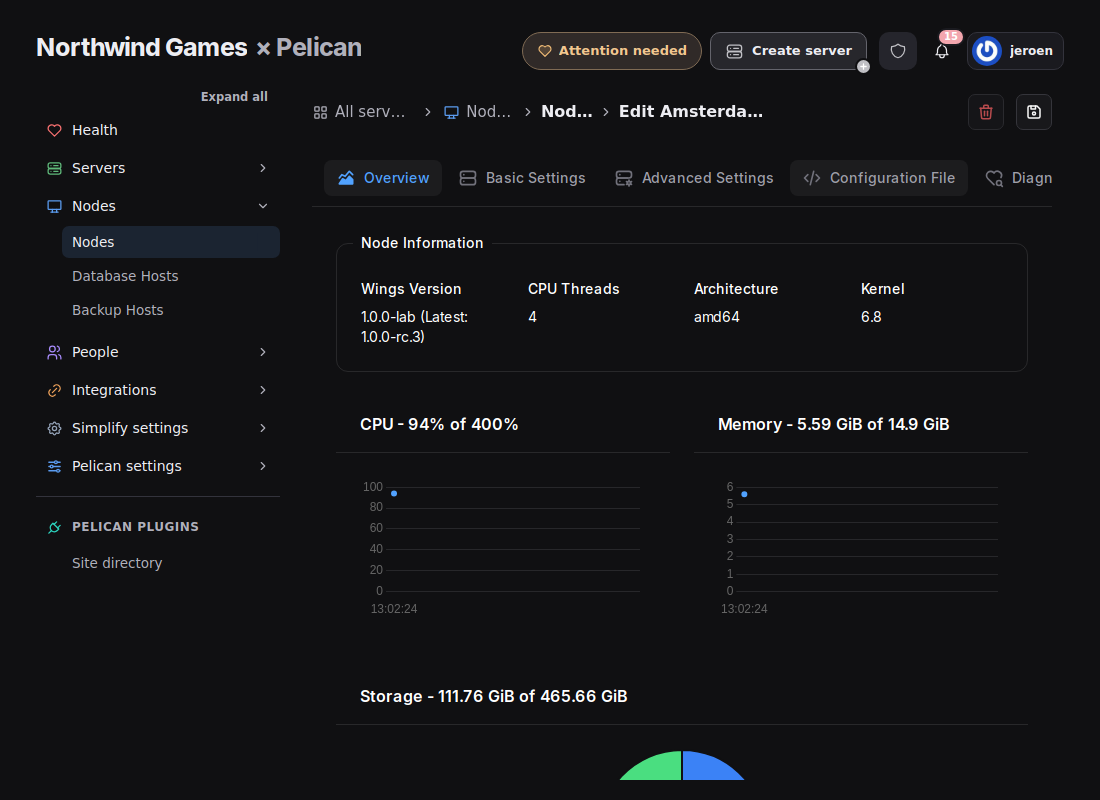 Northwind Games × Pelican
Attention needed
Create server
15
jeroen
Expand all
Health
Servers
Nodes
Nodes
Database Hosts
Backup Hosts
People
Integrations
Simplify settings
Pelican settings
PELICAN PLUGINS
Site directory
All serv... > Nod... > Nod... > Edit Amsterda...
Overview
Basic Settings
Advanced Settings
Configuration File
Diagn
Node Information
Wings Version
1.0.0-lab (Latest:
1.0.0-rc.3)
CPU Threads
4
Architecture
amd64
Kernel
6.8
CPU - 94% of 400%
100
80
60
40
20
0
13:02:24
Memory - 5.59 GiB of 14.9 GiB
6
5
4
3
2
1
0
13:02:24
Storage - 111.76 GiB of 465.66 GiB